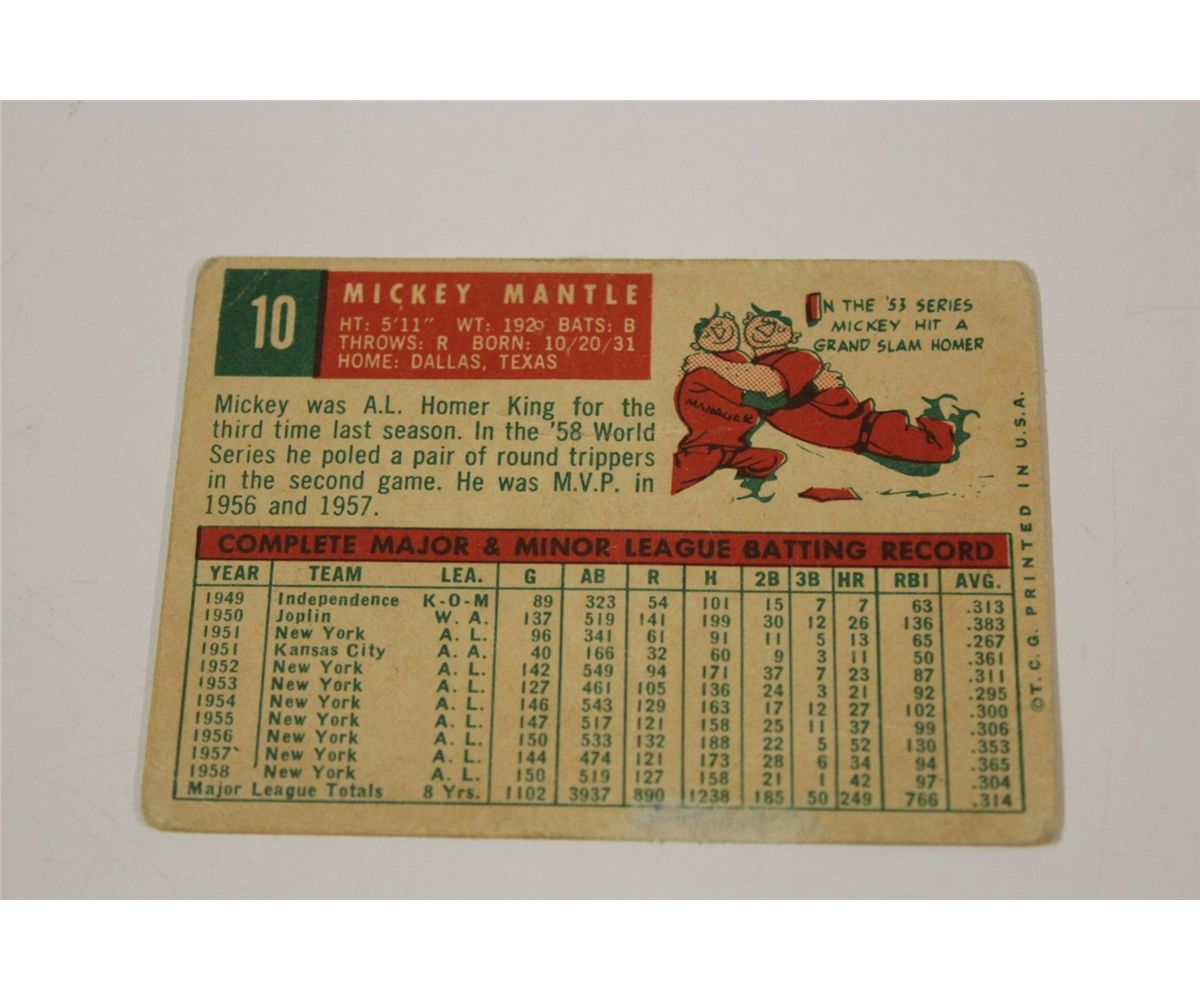 10
MICKEY MANTLE
HT: 5'11" WT: 192 BATS: B
THROWS: R BORN: 10/20/31
HOME: DALLAS, TEXAS
Mickey was A.L. Homer King for the
third time last season. In the '58 World
Series he poled a pair of round trippers
in the second game. He was M.V.P. in
1956 and 1957.
IN THE '53 SERIES
MICKEY HIT A
GRAND SLAM HOMER
MANAGER
COMPLETE MAJOR & MINOR LEAGUE BATTING RECORD
YEAR TEAM LEA. G AB R H 2B 3B HR RBI AVG.
1949 Independence K-O-M 89 323 54 101 15 7 7 63 .313
1950 Joplin W. A. 137 519 141 199 30 12 26 136 .383
1951 New York A. L. 96 341 61 91 11 5 13 65 .267
1951 Kansas City A. A. 40 166 32 60 9 3 11 50 .361
1952 New York A. L. 142 549 94 171 37 7 23 87 .311
1953 New York A. L. 127 461 105 136 24 3 21 92 .295
1954 New York A. L. 146 543 129 163 17 12 27 102 .300
1955 New York A. L. 147 517 121 158 25 11 37 99 .306
1956 New York A. L. 150 533 132 188 22 5 52 130 .353
1957 New York A. L. 144 474 121 173 28 6 34 94 .365
1958 New York A. L. 150 519 127 158 21 1 42 97 .304
Major League Totals 8 Yrs. 1102 3937 890 1238 185 50 249 766 .314
©T. C. G. PRINTED IN U.S.A.